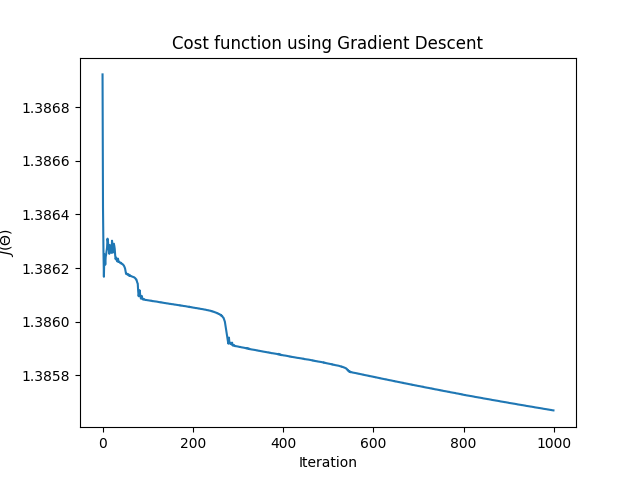 Cost function using Gradient Descent
1.3868
1.3866
1.3864
1.3862
1.3860
1.3858
J(Θ)
0 200 400 600 800 1000
Iteration